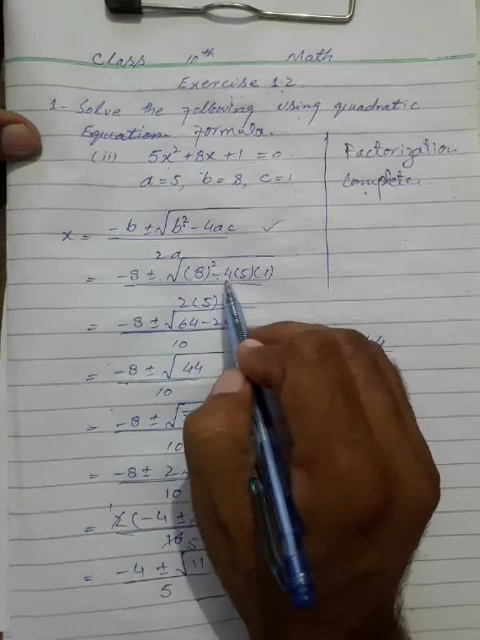 Class 10th Math
Exercise 1.2
1- Solve the following using quadratic
Equation Formula.
(ii) 5x² + 8x + 1 = 0
a = 5, b = 8, c = 1
Factorization
x = -b ± √b² - 4ac ✓
2a
= -8 ± √(8)² - 4(5)(1)
2(5)
= -8 ± √64 - 2
10
= -8 ± √44
10
= -8 ± √
10
= -8 ± 2
10
= 2(-4 ±
10 5
= -4 ± √11
5